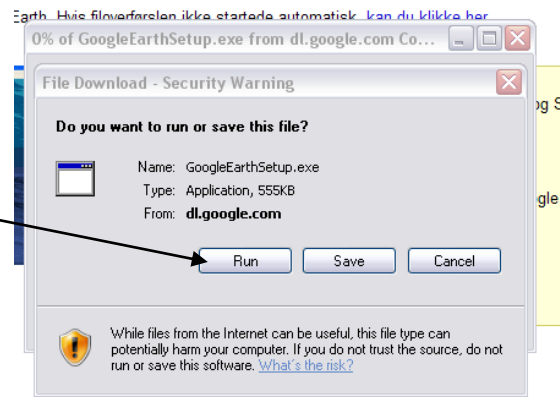 Earth. Hvis filoverførslen ikke startede automatisk, kan du klikke her
0% of GoogleEarthSetup.exe from dl.google.com Co...
File Download - Security Warning
og S
Do you want to run or save this file?
Name: GoogleEarthSetup.exe
Type: Application, 555KB
gle
From: dl.google.com
Run Save Cancel
While files from the Internet can be useful, this file type can
potentially harm your computer. If you do not trust the source, do not
run or save this software. What's the risk?